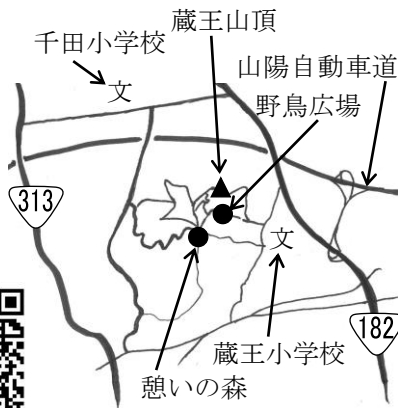 蔵王山頂
千田小学校
山陽自動車道
文
野鳥広場
313
文
182
蔵王小学校
憩いの森